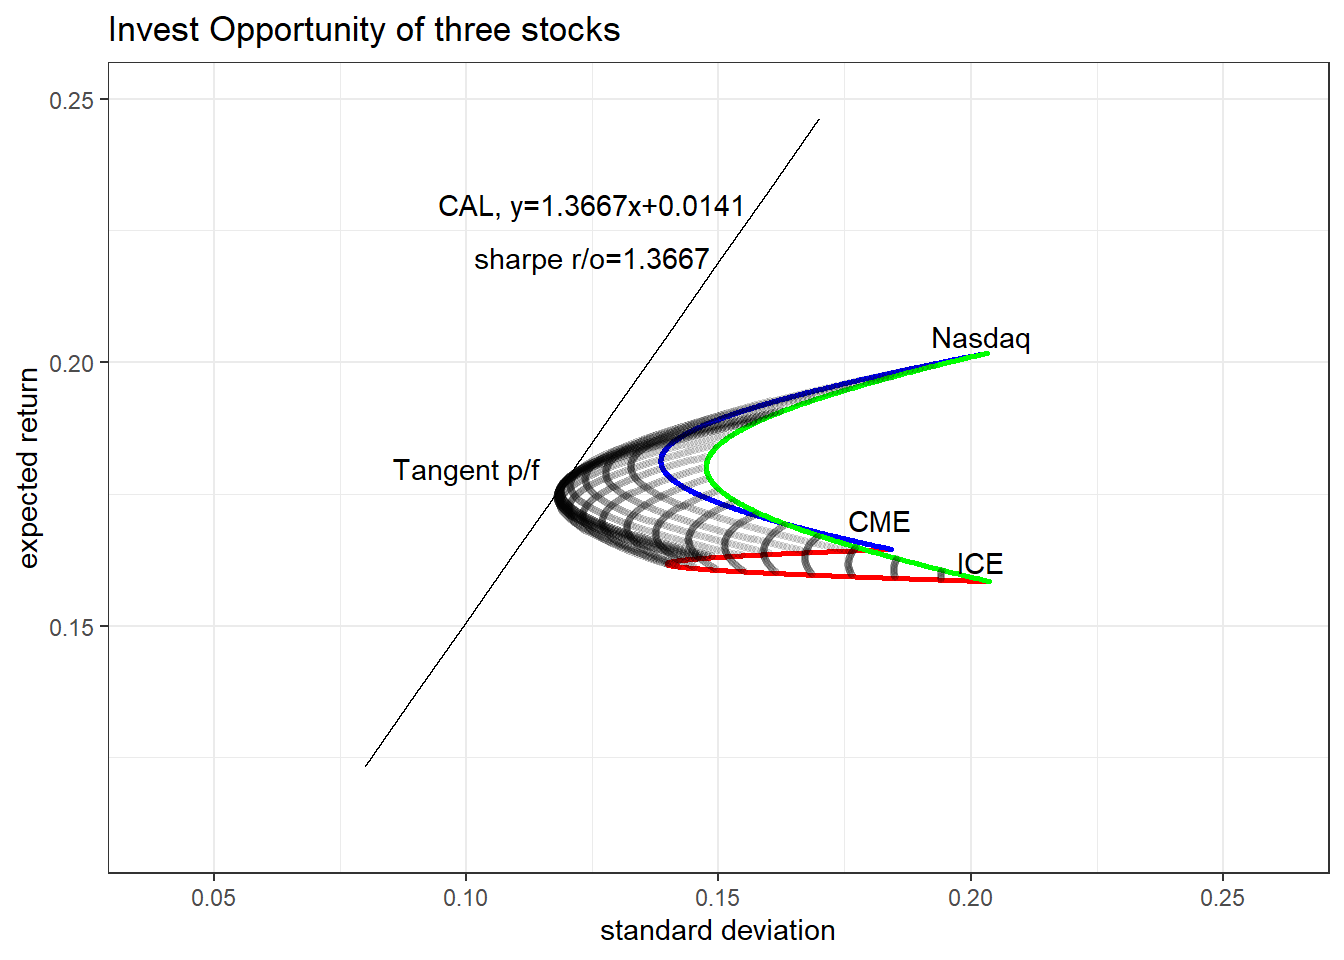 Invest Opportunity of three stocks
0.25
CAL, y=1.3667x+0.0141
sharpe r/o=1.3667
Nasdaq
0.20
expected return
Tangent p/f
CME
ICE
0.15
0.05
0.10
0.15
0.20
0.25
standard deviation